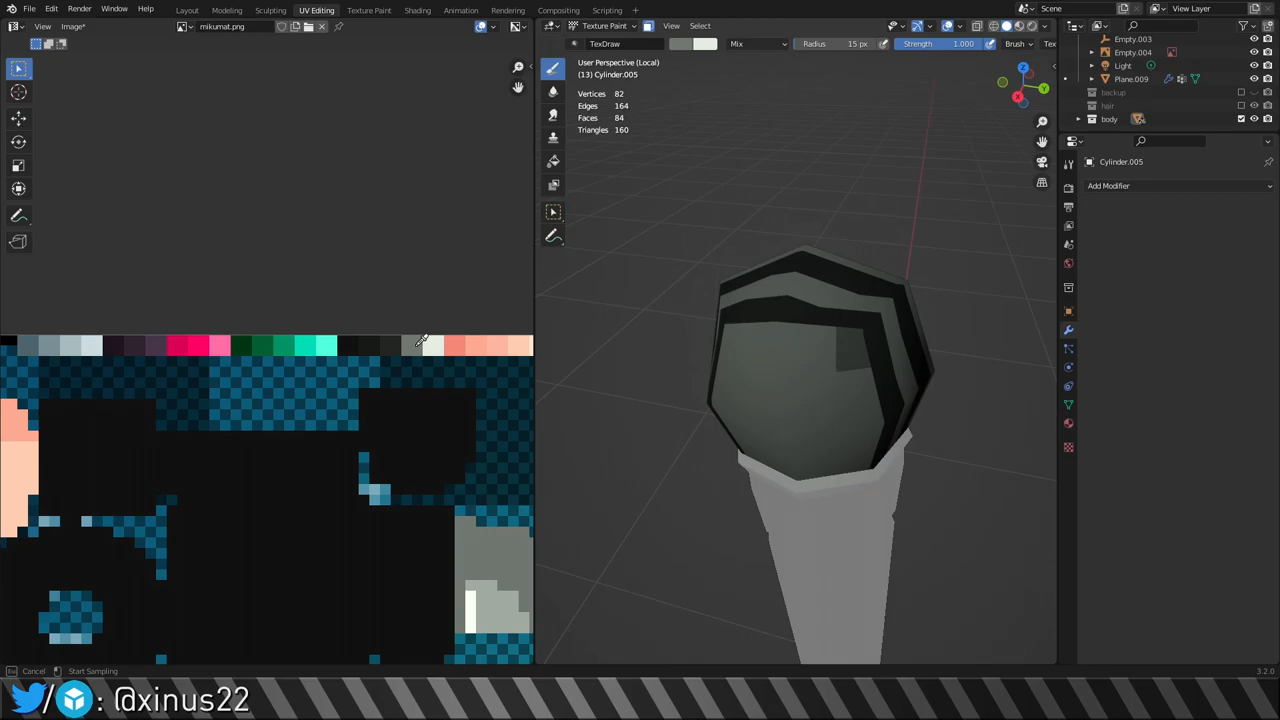 File Edit Render Window Help
Layout Modeling Sculpting UV Editing Texture Paint Shading Animation Rendering Compositing Scripting
Scene
View Layer
View Image*
mikumat.png
Texture Paint View Select
TexDraw Mix Radius 15 px Strength 1.000 Brush Tex
User Perspective (Local)
(13) Cylinder.005
Vertices 82
Edges 164
Faces 84
Triangles 160
Z
Y
X
Empty.003
Empty.004
Light
Plane.009
backup
hair
body
Cylinder.005
Add Modifier
Esc Cancel Start Sampling
3.2.0
/ : @xinus22